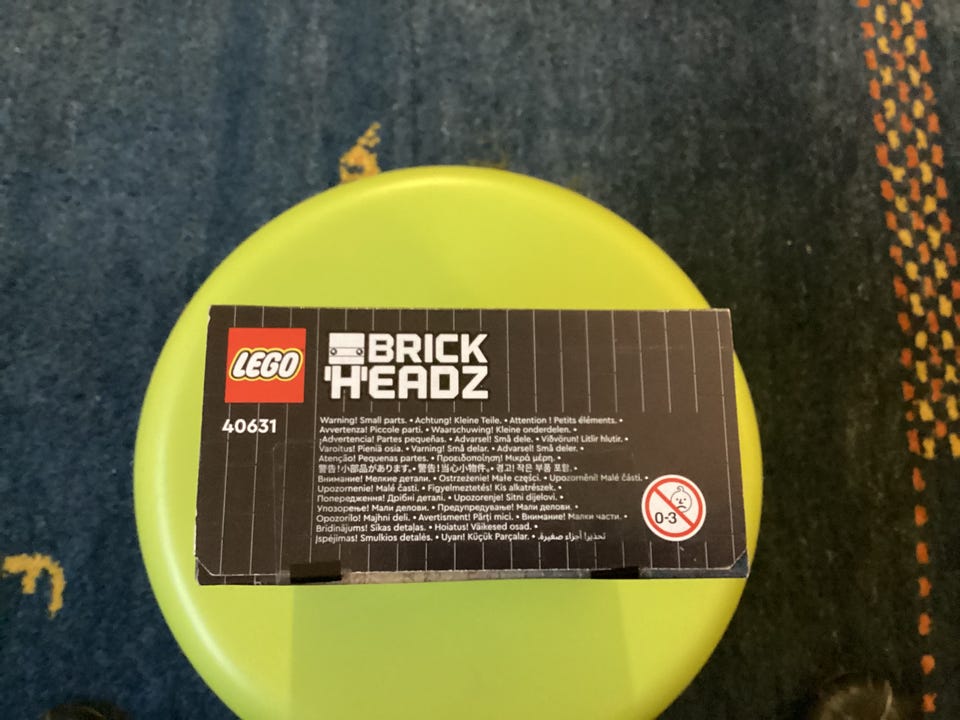 LEGO
BRICK
HEADZ
40631
Warning! Small parts. • Achtung! Kleine Teile. • Attention ! Petits éléments. •
Avvertenza! Piccole parti. • Waarschuwing! Kleine onderdelen. •
¡Advertencia! Partes pequeñas. • Advarsel! Små dele. • Viðvörun! Litlir hlutir. •
Varoitus! Pieniä osia. • Varning! Små delar. • Advarsel! Små deler. •
Atenção! Pequenas partes. • Προειδοποίηση! Μικρά μέρη. •
警告!小部品があります。• 警告!当心小物件。• 경고! 작은 부품 포함. •
Внимание! Мелкие детали. • Ostrzeżenie! Małe części. • Upozornění! Malé části. •
Upozornenie! Malé časti. • Figyelmeztetés! Kis alkatrészek. •
Попередження! Дрібні деталі. • Upozorenje! Sitni dijelovi. •
Упозорење! Мали делови. • Предупредување! Мали делови. •
Opozorilo! Majhni deli. • Avertisment! Părți mici. • Внимание! Малки части. •
Brīdinājums! Sīkas detaļas. • Hoiatus! Väikesed osad. •
Įspėjimas! Smulkios detalės. • Uyarı! Küçük Parçalar. • تحذير! أجزاء صغيرة.
0-3